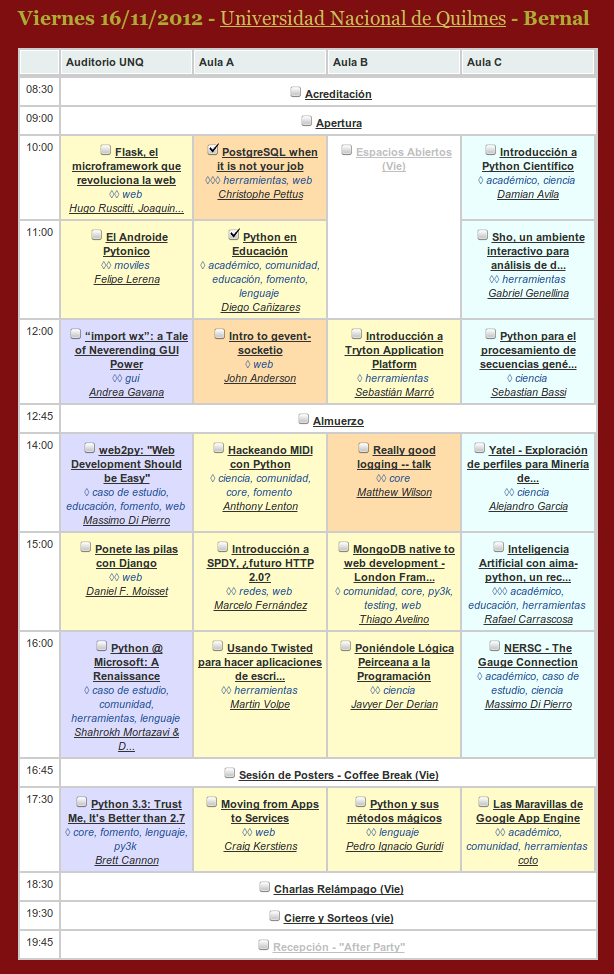 Viernes 16/11/2012 - Universidad Nacional de Quilmes - Bernal
Auditorio UNQ Aula A Aula B Aula C
08:30
Acreditación
09:00
Apertura
10:00
Flask, el
microframework que
revoluciona la web
◊◊ web
Hugo Ruscitti, Joaquin...
PostgreSQL when
it is not your job
◊◊◊ herramientas, web
Christophe Pettus
Espacios Abiertos
(Vie)
Introducción a
Python Científico
◊ académico, ciencia
Damian Avila
11:00
El Androide
Pytonico
◊◊ moviles
Felipe Lerena
Python en
Educación
◊ académico, comunidad,
educación, fomento,
lenguaje
Diego Cañizares
Sho, un ambiente
interactivo para
análisis de d...
◊◊ herramientas
Gabriel Genellina
12:00
“import wx”: a Tale
of Neverending GUI
Power
◊◊ gui
Andrea Gavana
Intro to gevent-
socketio
◊ web
John Anderson
Introducción a
Tryton Application
Platform
◊ herramientas
Sebastián Marró
Python para el
procesamiento de
secuencias gené...
◊ ciencia
Sebastian Bassi
12:45
Almuerzo
14:00
web2py: "Web
Development Should
be Easy"
◊ caso de estudio,
educación, fomento, web
Massimo Di Pierro
Hackeando MIDI
con Python
◊ ciencia, comunidad,
core, fomento
Anthony Lenton
Really good
logging -- talk
◊◊ core
Matthew Wilson
Yatel - Exploración
de perfiles para Minería
de...
◊◊ ciencia
Alejandro Garcia
15:00
Ponete las pilas
con Django
◊◊ web
Daniel F. Moisset
Introducción a
SPDY, ¿futuro HTTP
2.0?
◊◊ redes, web
Marcelo Fernández
MongoDB native to
web development -
London Fram...
◊ comunidad, core, py3k,
testing, web
Thiago Avelino
Inteligencia
Artificial con aima-
python, un rec...
◊◊◊ académico,
educación, herramientas
Rafael Carrascosa
16:00
Python @
Microsoft: A
Renaissance
◊ caso de estudio,
comunidad,
herramientas, lenguaje
Shahrokh Mortazavi &
D...
Usando Twisted
para hacer aplicaciones
de escri...
◊◊ herramientas
Martin Volpe
Poniéndole Lógica
Peirceana a la
Programación
◊◊ ciencia
Javyer Der Derian
NERSC - The
Gauge Connection
◊ académico, caso de
estudio, ciencia
Massimo Di Pierro
16:45
Sesión de Posters - Coffee Break (Vie)
17:30
Python 3.3: Trust
Me, It's Better than 2.7
◊ core, fomento, lenguaje,
py3k
Brett Cannon
Moving from Apps
to Services
◊◊ web
Craig Kerstiens
Python y sus
métodos mágicos
◊◊ lenguaje
Pedro Ignacio Guridi
Las Maravillas de
Google App Engine
◊◊ académico,
comunidad, herramientas
coto
18:30
Charlas Relámpago (Vie)
19:30
Cierre y Sorteos (vie)
19:45
Recepción - "After Party"